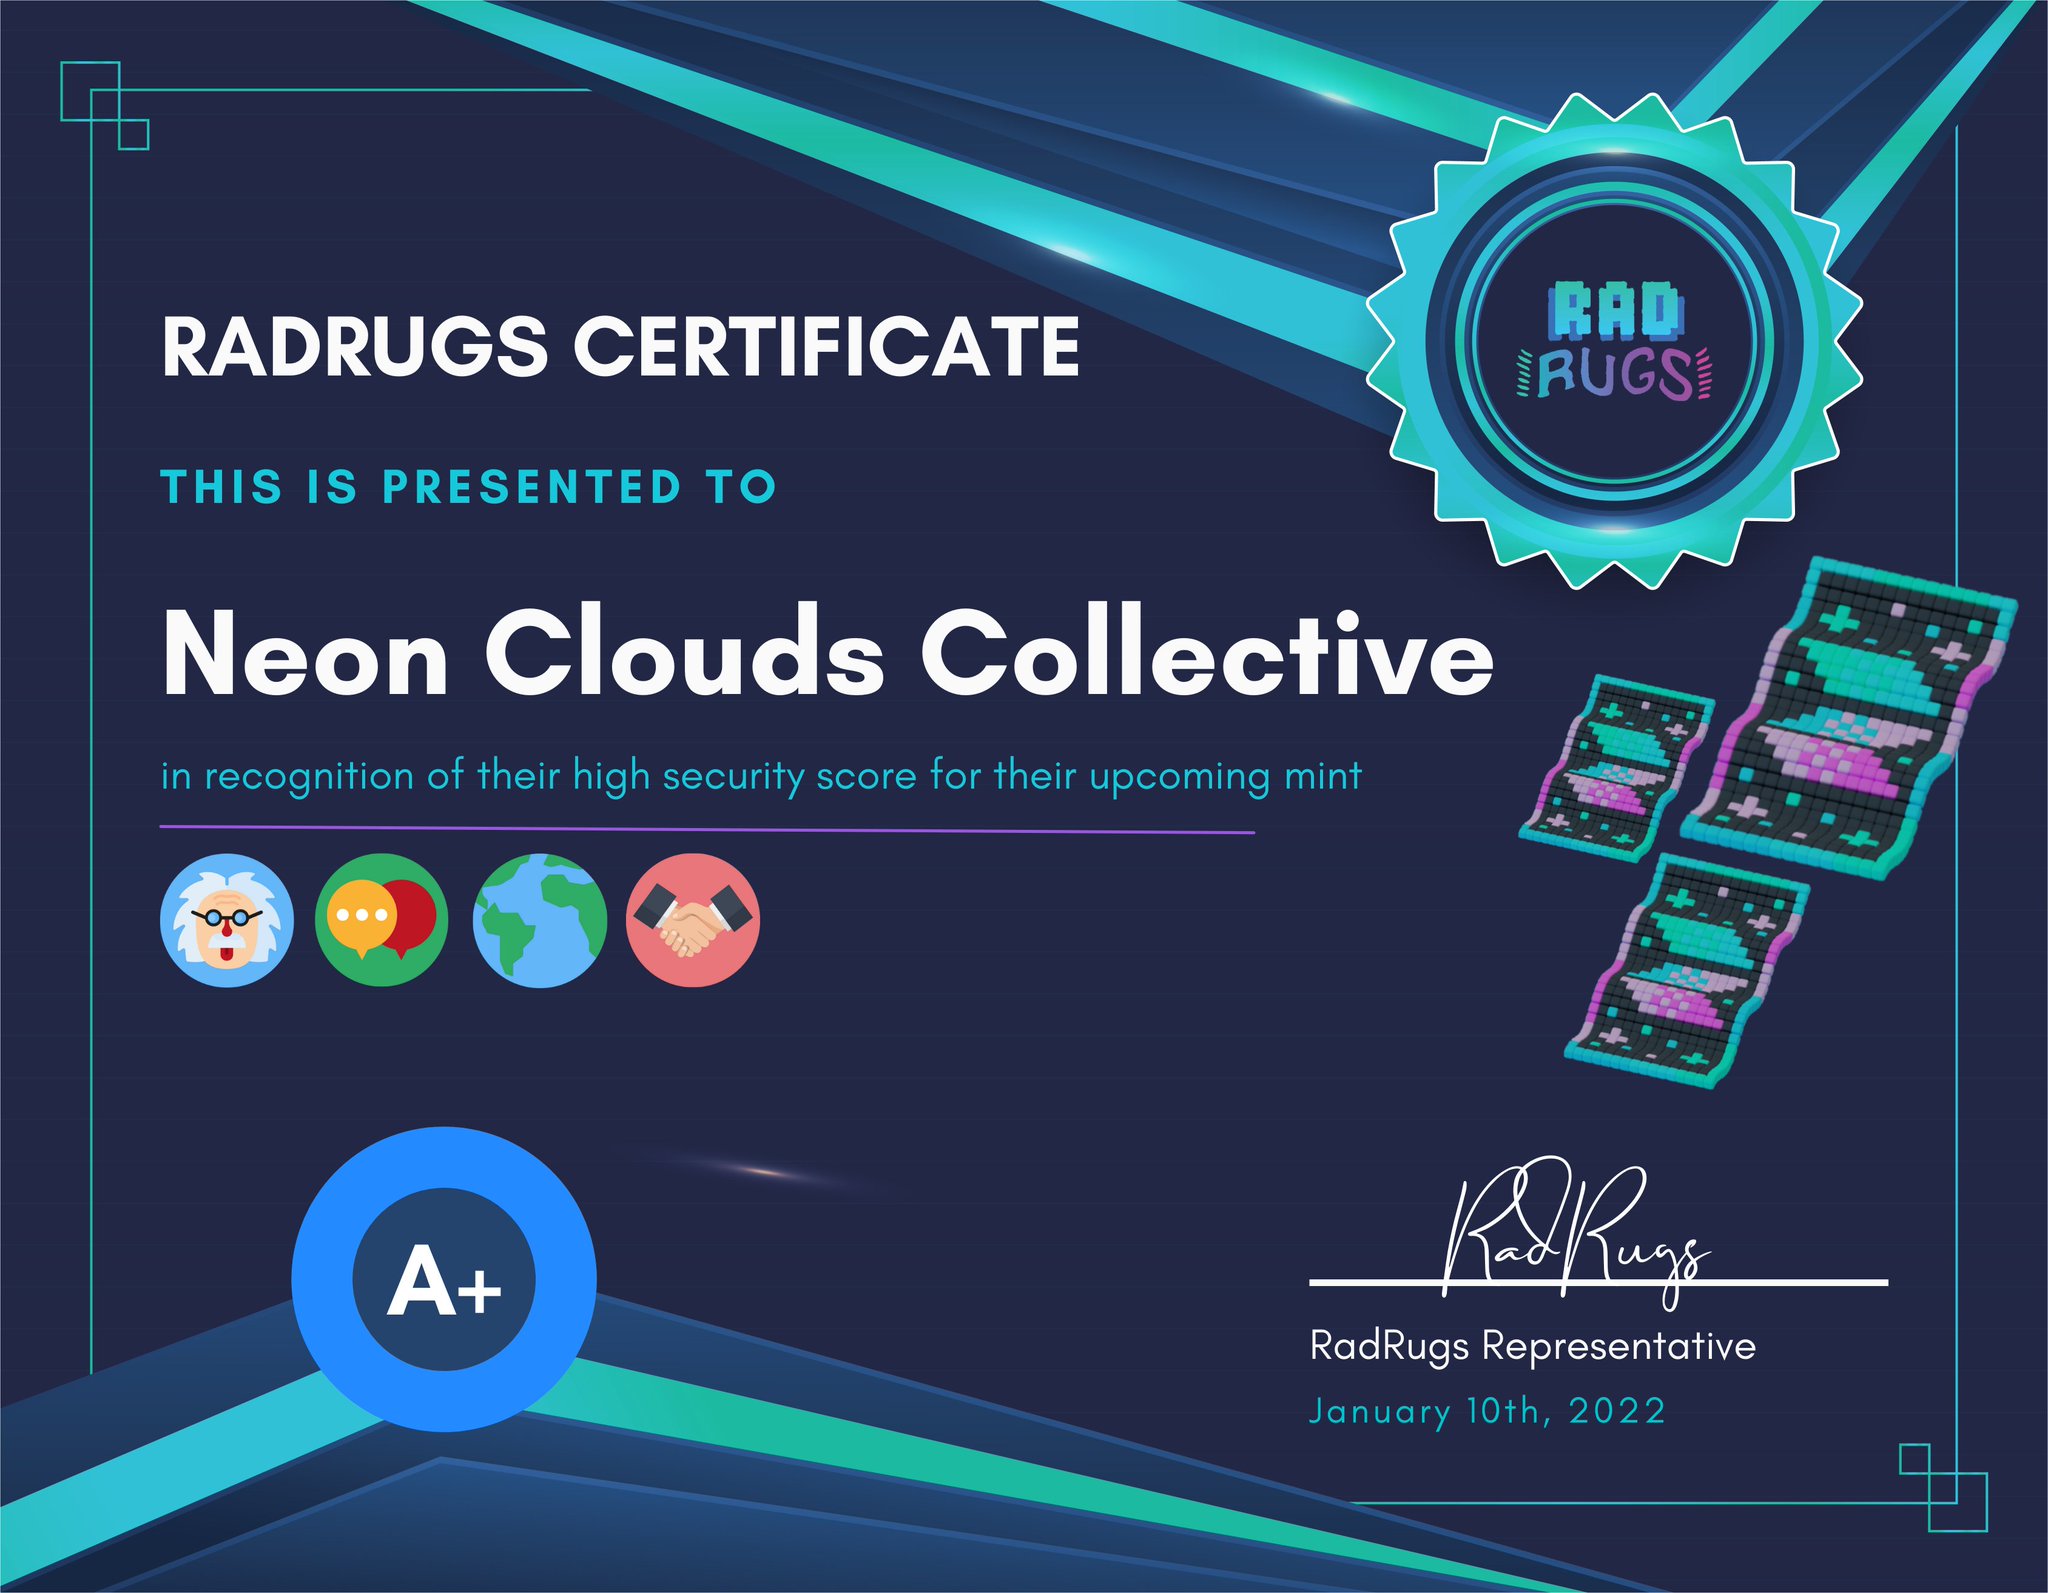 RAD
RUGS
RADRUGS CERTIFICATE
THIS IS PRESENTED TO
Neon Clouds Collective
in recognition of their high security score for their upcoming mint
A+
RadRugs
RadRugs Representative
January 10th, 2022